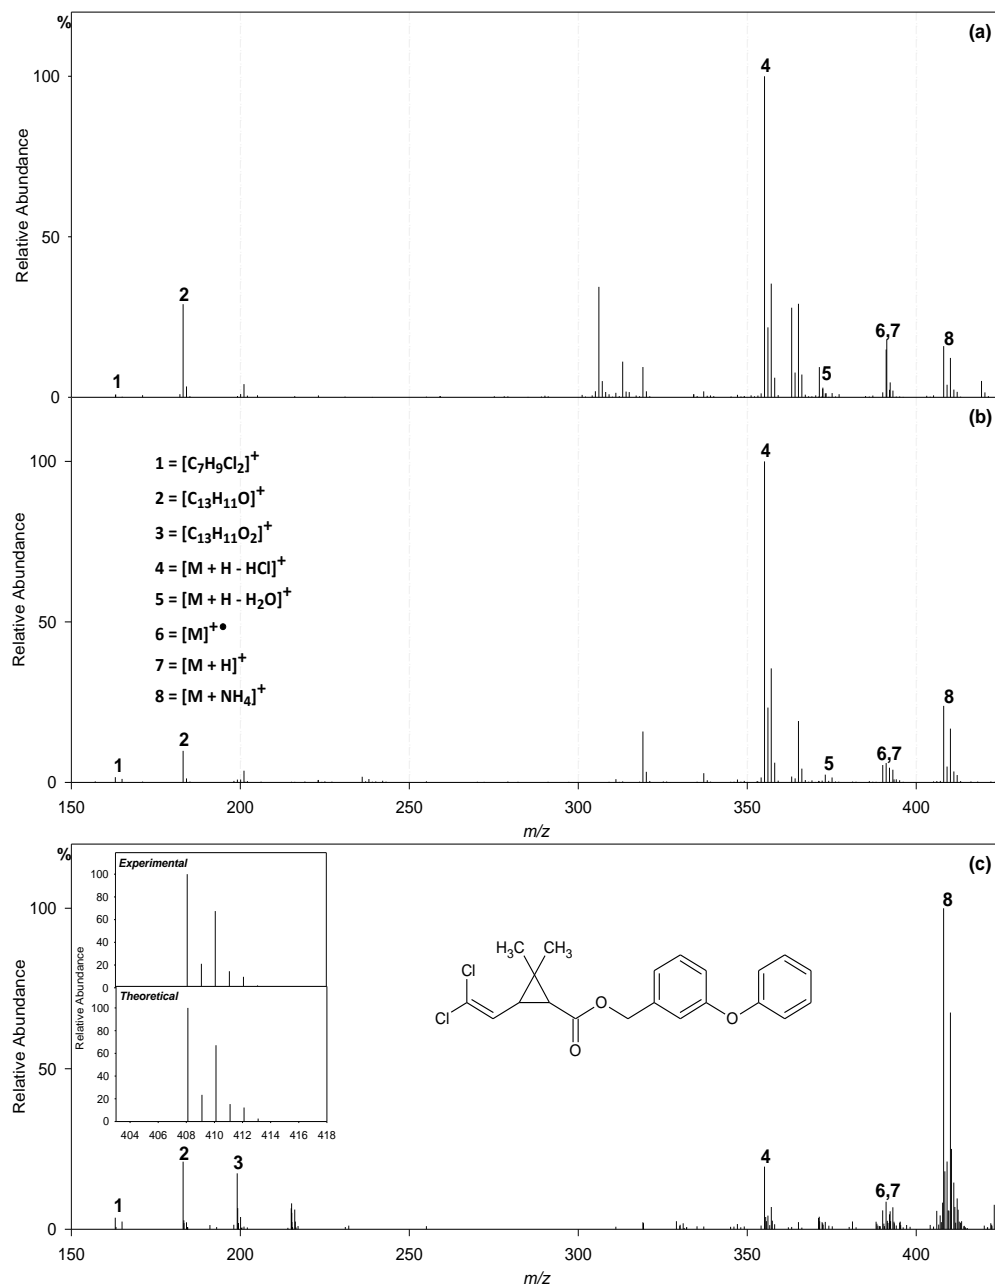 %
(a)
100
50
0
Relative Abundance
4
2
1
5
6,7
8
(b)
100
50
0
Relative Abundance
1 = [C₇H₉Cl₂]⁺
2 = [C₁₃H₁₁O]⁺
3 = [C₁₃H₁₁O₂]⁺
4 = [M + H - HCl]⁺
5 = [M + H - H₂O]⁺
6 = [M]⁺•
7 = [M + H]⁺
8 = [M + NH₄]⁺
4
8
2
1
6,7
5
150 200 250 300 350 400
m/z
%
(c)
100
50
0
Relative Abundance
Experimental
100
80
60
40
20
0
Theoretical
100
80
60
40
20
0
Relative Abundance
404 406 408 410 412 414 416 418
H₃C CH₃
Cl
Cl
O
O
O
8
2
3
1
4
6,7
150 200 250 300 350 400
m/z